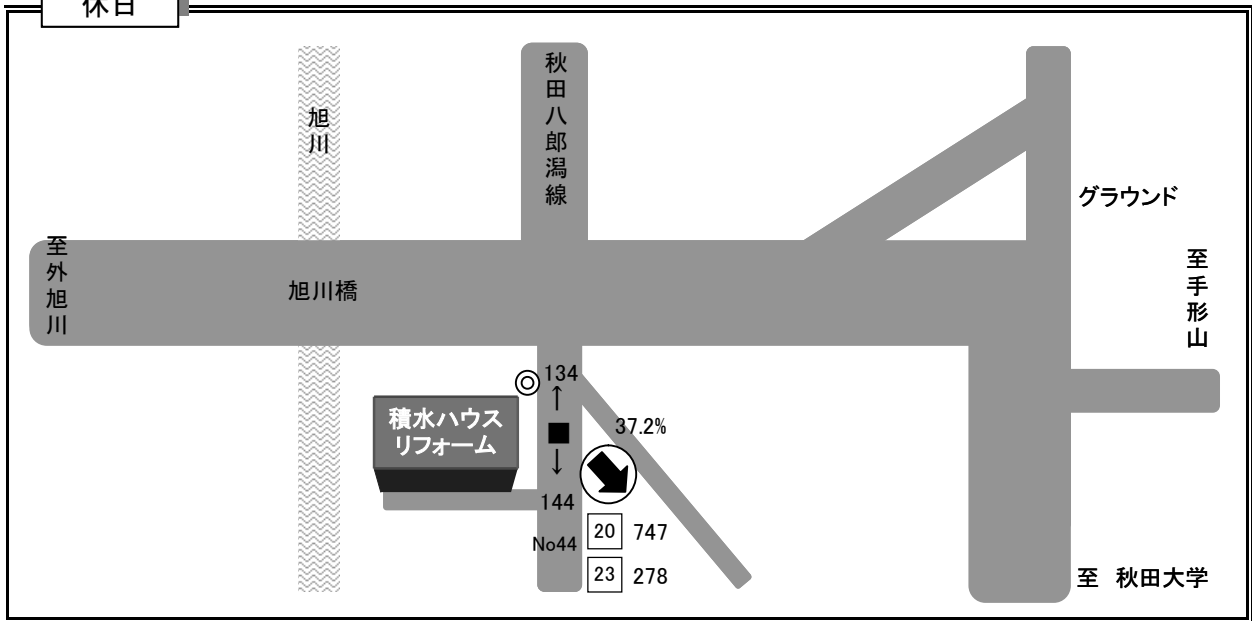 休日
旭川
秋田八郎潟線
グラウンド
至外旭川
旭川橋
至手形山
◎
134
↑
積水ハウス
リフォーム
37.2%
■
↓
144
No44
20 747
23 278
至 秋田大学